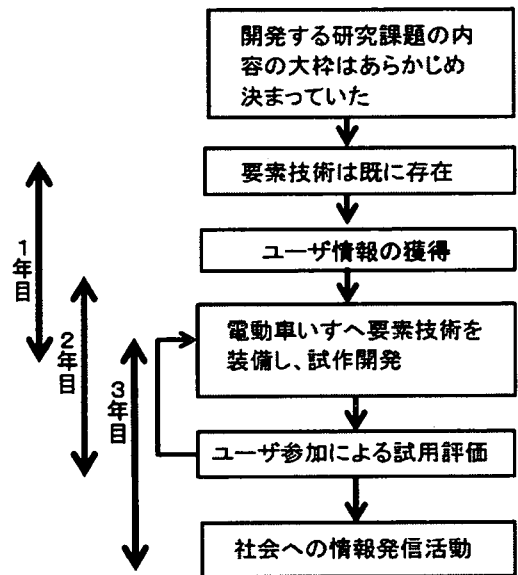 開発する研究課題の内
容の大枠はあらかじめ
決まっていた
要素技術は既に存在
ユーザ情報の獲得
電動車いすへ要素技術を
装備し、試作開発
ユーザ参加による試用評価
社会への情報発信活動
1年目
2年目
3年目